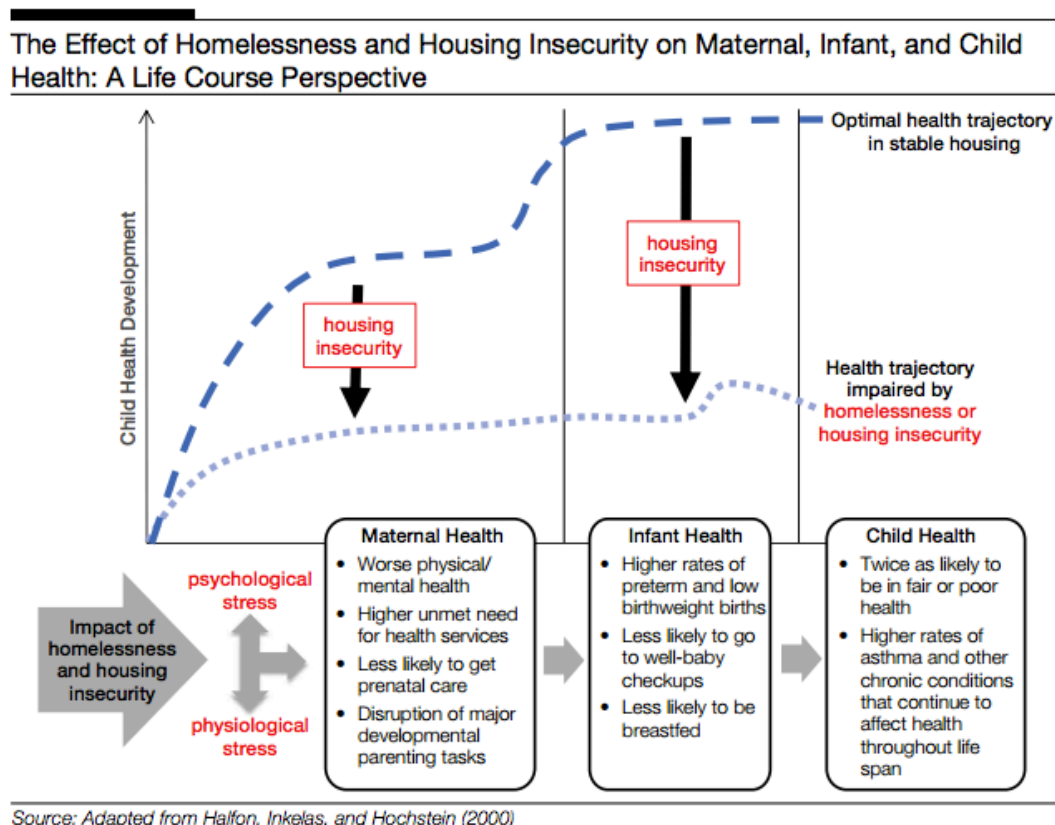 The Effect of Homelessness and Housing Insecurity on Maternal, Infant, and Child
Health: A Life Course Perspective
Child Health Development
Optimal health trajectory
in stable housing
housing
insecurity
housing
insecurity
Health trajectory
impaired by
homelessness or
housing insecurity
Impact of
homelessness
and housing
insecurity
psychological
stress
physiological
stress
Maternal Health
• Worse physical/
mental health
• Higher unmet need
for health services
• Less likely to get
prenatal care
• Disruption of major
developmental
parenting tasks
Infant Health
• Higher rates of
preterm and low
birthweight births
• Less likely to go
to well-baby
checkups
• Less likely to be
breastfed
Child Health
• Twice as likely to
be in fair or poor
health
• Higher rates of
asthma and other
chronic conditions
that continue to
affect health
throughout life
span
Source: Adapted from Halfon, Inkelas, and Hochstein (2000)